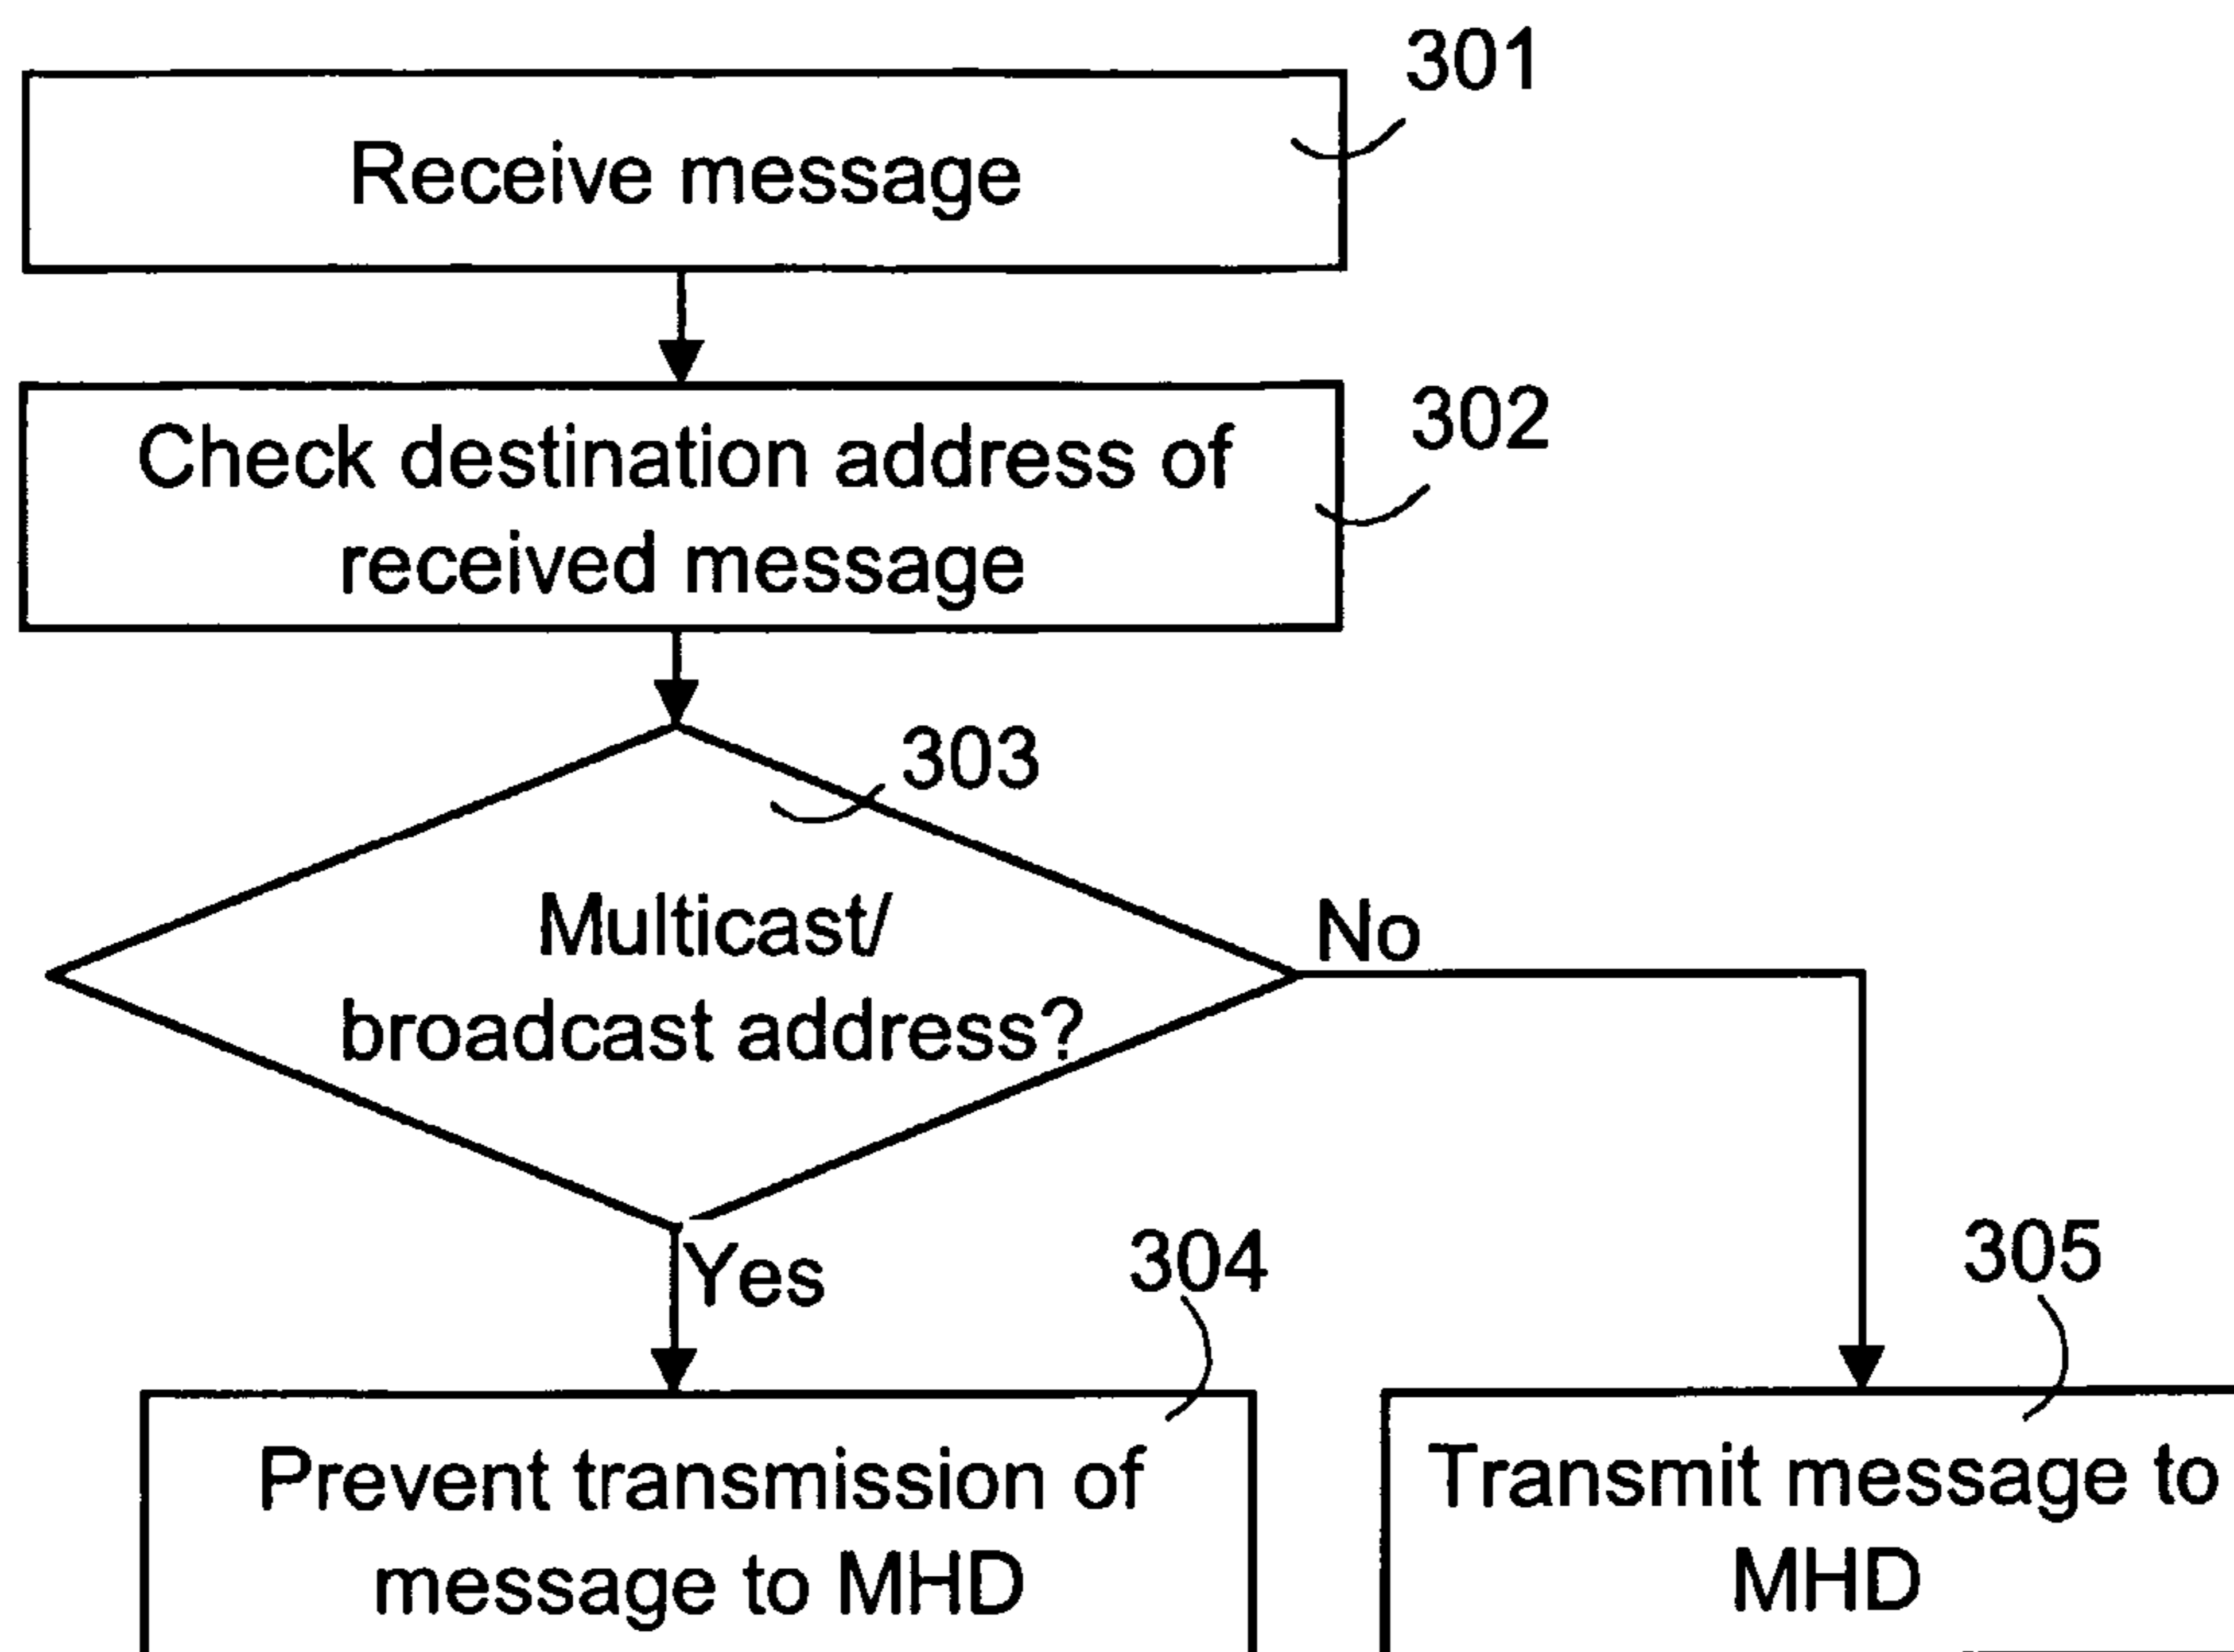 301
Receive message
302
Check destination address of
received message
303
Multicast/
broadcast address?
No
Yes
304
305
Prevent transmission of
message to MHD
Transmit message to
MHD